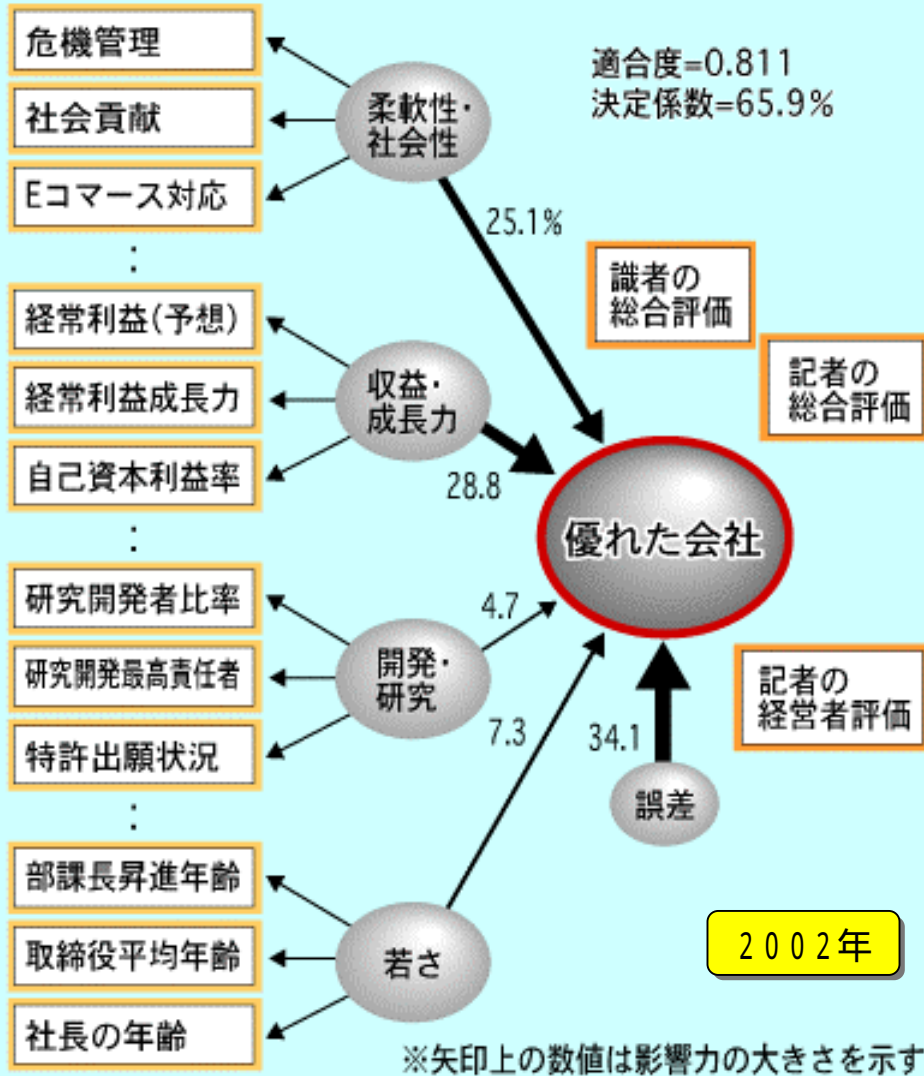 危機管理
社会貢献
Eコマース対応
:
柔軟性・
社会性
適合度=0.811
決定係数=65.9%
25.1%
識者の
総合評価
記者の
総合評価
経常利益(予想)
経常利益成長力
自己資本利益率
:
収益・
成長力
28.8
優れた会社
研究開発者比率
研究開発最高責任者
特許出願状況
:
開発・
研究
4.7
7.3
34.1
誤差
記者の
経営者評価
部課長昇進年齢
取締役平均年齢
社長の年齢
若さ
2002年
※矢印上の数値は影響力の大きさを示す